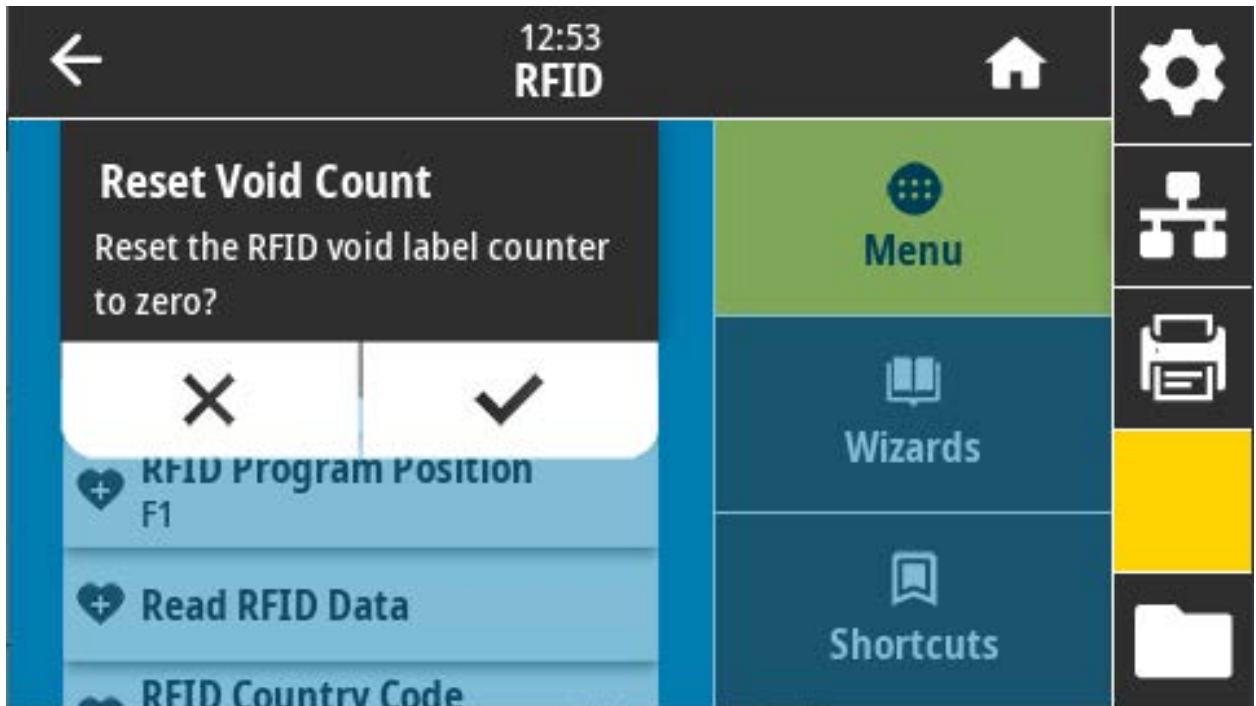 12:53
RFID
Reset Void Count
Reset the RFID void label counter
to zero?
RFID Program Position
F1
Read RFID Data
RFID Country Code
Menu
Wizards
Shortcuts